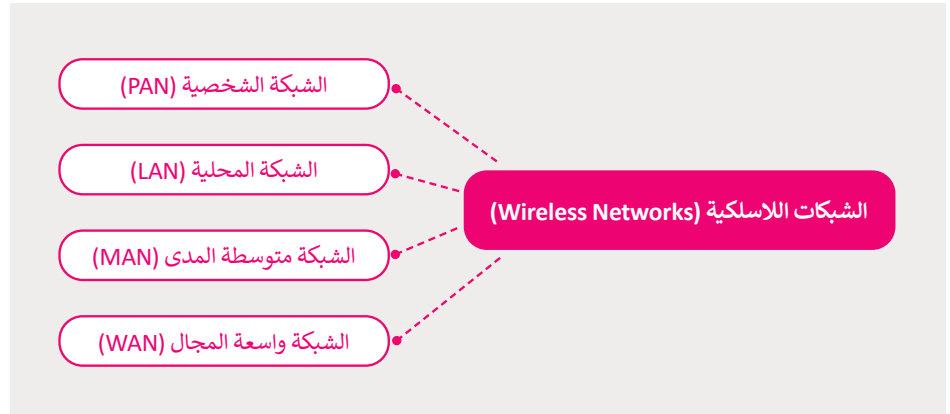 الشبكات اللاسلكية (Wireless Networks)
الشبكة الشخصية (PAN)
الشبكة المحلية (LAN)
الشبكة متوسطة المدى (MAN)
الشبكة واسعة المجال (WAN)